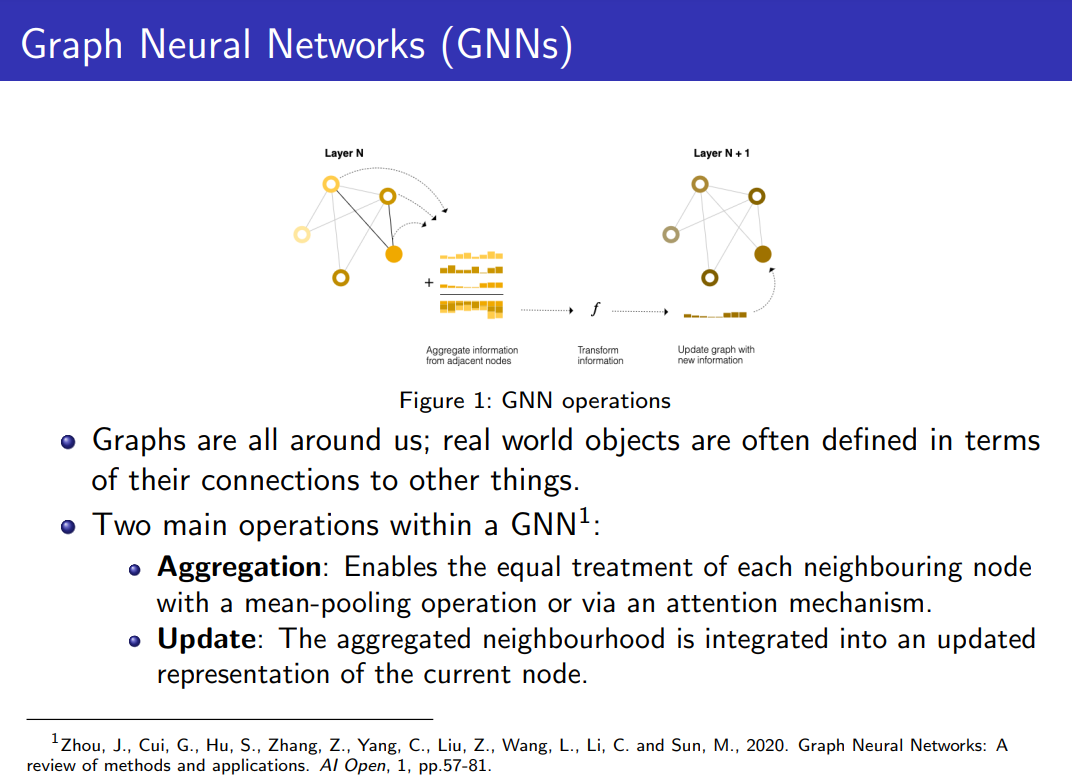 Graph Neural Networks (GNNs)
Layer N
Layer N + 1
+
f
Aggregate information
from adjacent nodes
Transform
information
Update graph with
new information
Figure 1: GNN operations
Graphs are all around us; real world objects are often defined in terms
of their connections to other things.
Two main operations within a GNN¹:
Aggregation: Enables the equal treatment of each neighbouring node
with a mean-pooling operation or via an attention mechanism.
Update: The aggregated neighbourhood is integrated into an updated
representation of the current node.
¹Zhou, J., Cui, G., Hu, S., Zhang, Z., Yang, C., Liu, Z., Wang, L., Li, C. and Sun, M., 2020. Graph Neural Networks: A
review of methods and applications. AI Open, 1, pp.57-81.